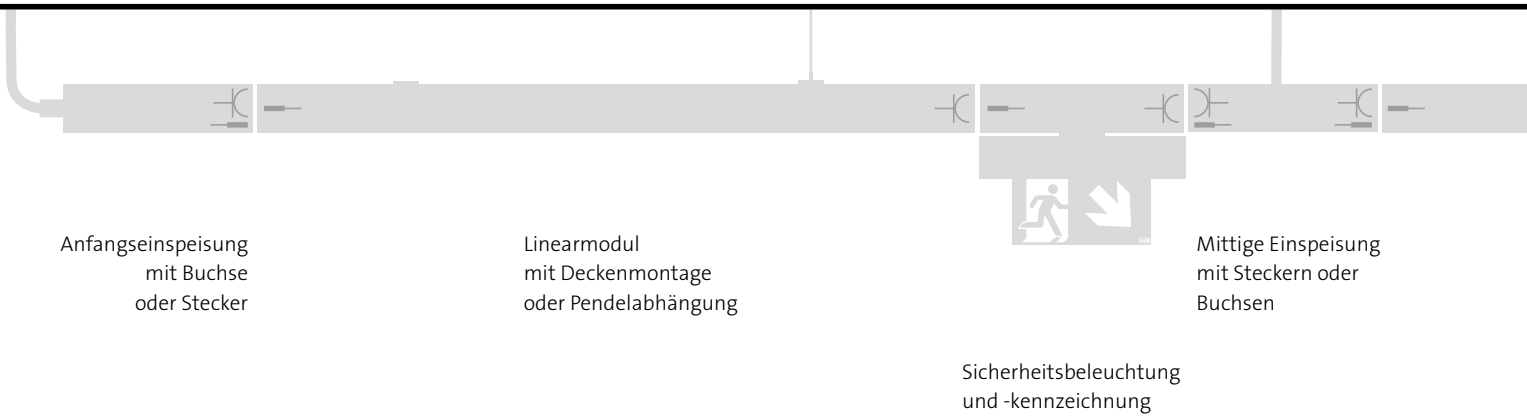 Anfangseinspeisung
mit Buchse
oder Stecker
Linearmodul
mit Deckenmontage
oder Pendelabhängung
Mittige Einspeisung
mit Steckern oder
Buchsen
Sicherheitsbeleuchtung
und -kennzeichnung